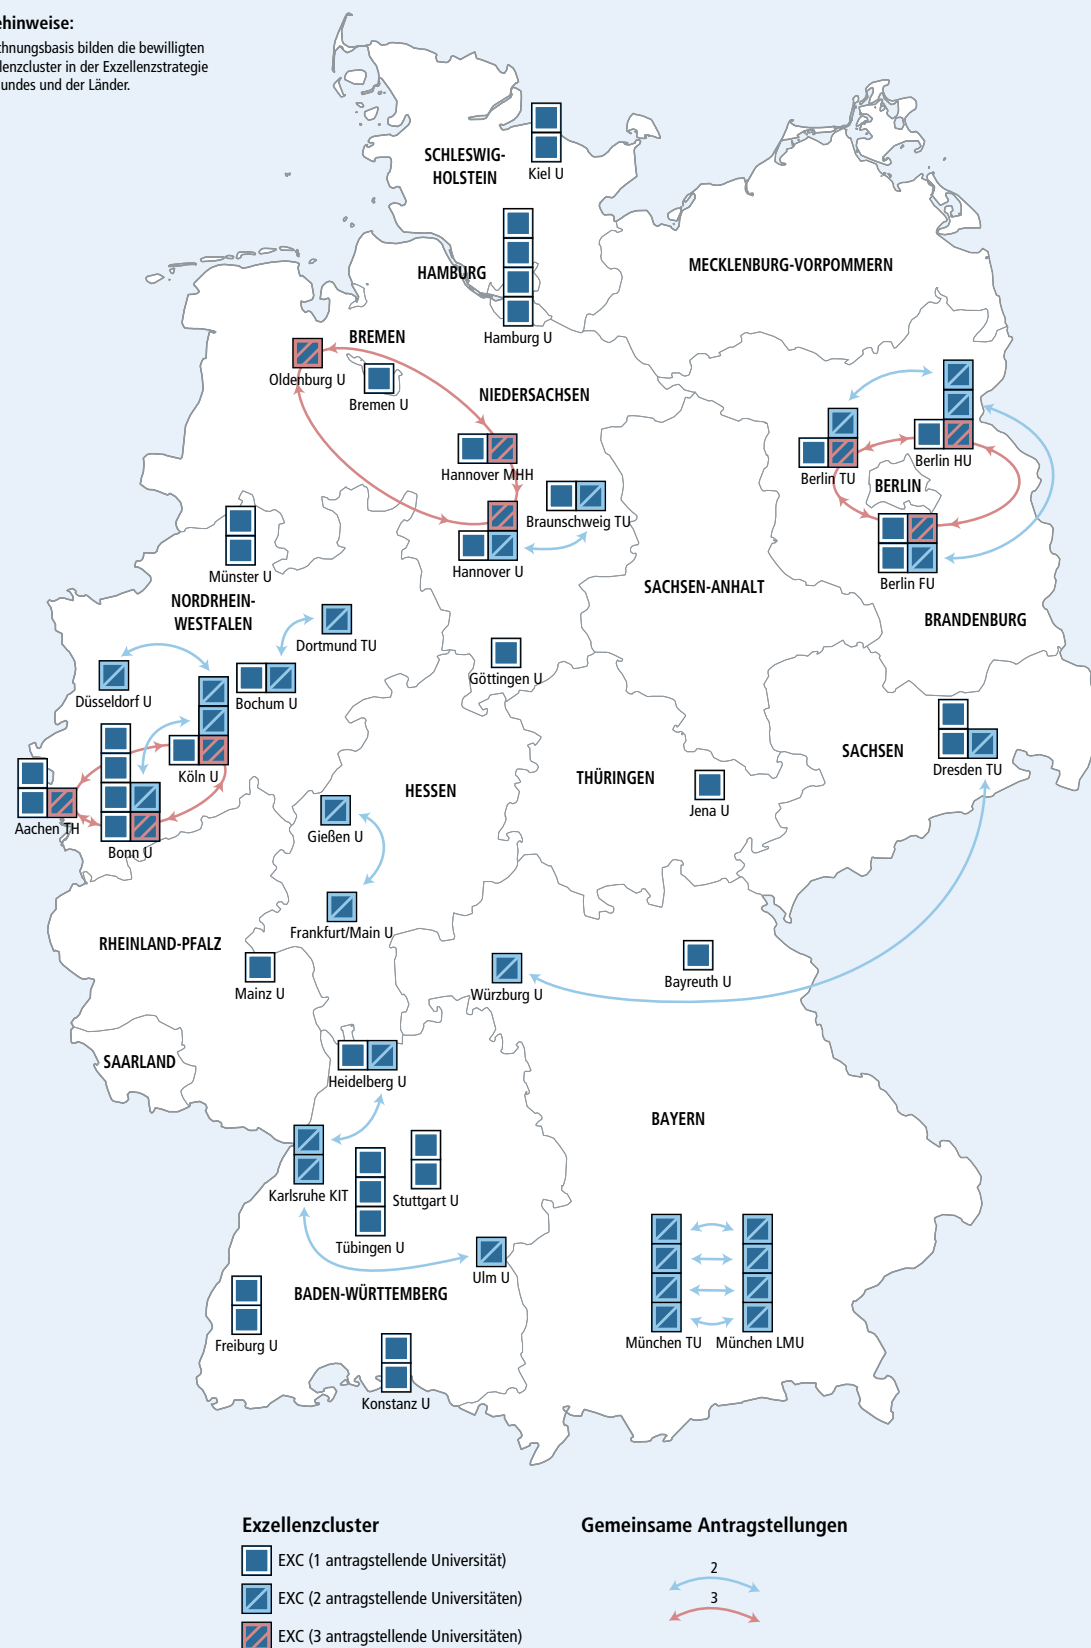 ehinweise:
chnungsbasis bilden die bewilligten
llenzcluster in der Exzellenzstrategie
undes und der Länder.
SCHLESWIG-
HOLSTEIN
Kiel U
HAMBURG
Hamburg U
MECKLENBURG-VORPOMMERN
BREMEN
Oldenburg U
Bremen U
NIEDERSACHSEN
Hannover MHH
Braunschweig TU
Hannover U
Berlin TU
Berlin HU
BERLIN
Berlin FU
BRANDENBURG
SACHSEN-ANHALT
Münster U
NORDRHEIN-
WESTFALEN
Dortmund TU
Düsseldorf U
Bochum U
Göttingen U
Köln U
Aachen TH
Bonn U
HESSEN
THÜRINGEN
Jena U
SACHSEN
Dresden TU
Gießen U
Frankfurt/Main U
RHEINLAND-PFALZ
Mainz U
Würzburg U
Bayreuth U
SAARLAND
Heidelberg U
BAYERN
Karlsruhe KIT
Stuttgart U
Tübingen U
Ulm U
BADEN-WÜRTTEMBERG
Freiburg U
Konstanz U
München TU
München LMU
Exzellenzcluster
EXC (1 antragstellende Universität)
EXC (2 antragstellende Universitäten)
EXC (3 antragstellende Universitäten)
Gemeinsame Antragstellungen
2
3